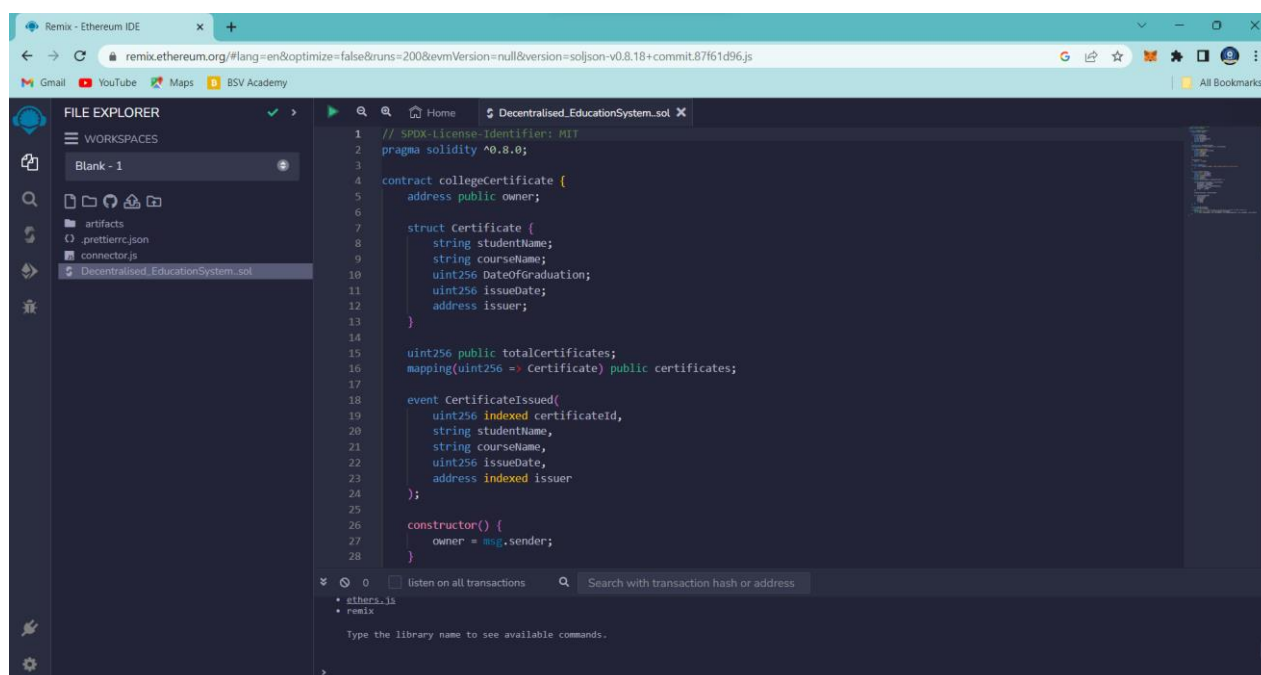 Remix - Ethereum IDE
remix.ethereum.org/#lang=en&optimize=false&runs=200&evmVersion=null&version=soljson-v0.8.18+commit.87f61d96.js
Gmail YouTube Maps BSV Academy All Bookmarks
FILE EXPLORER
WORKSPACES
Blank - 1
artifacts
.prettierrc.json
connector.js
Decentralised_EducationSystem..sol
Home Decentralised_EducationSystem..sol
1 // SPDX-License-Identifier: MIT
2 pragma solidity ^0.8.0;
3
4 contract collegeCertificate {
5 address public owner;
6
7 struct Certificate {
8 string studentName;
9 string courseName;
10 uint256 DateOfGraduation;
11 uint256 issueDate;
12 address issuer;
13 }
14
15 uint256 public totalCertificates;
16 mapping(uint256 => Certificate) public certificates;
17
18 event CertificateIssued(
19 uint256 indexed certificateId,
20 string studentName,
21 string courseName,
22 uint256 issueDate,
23 address indexed issuer
24 );
25
26 constructor() {
27 owner = msg.sender;
28 }
0 listen on all transactions Search with transaction hash or address
• ethers.js
• remix
Type the library name to see available commands.
>